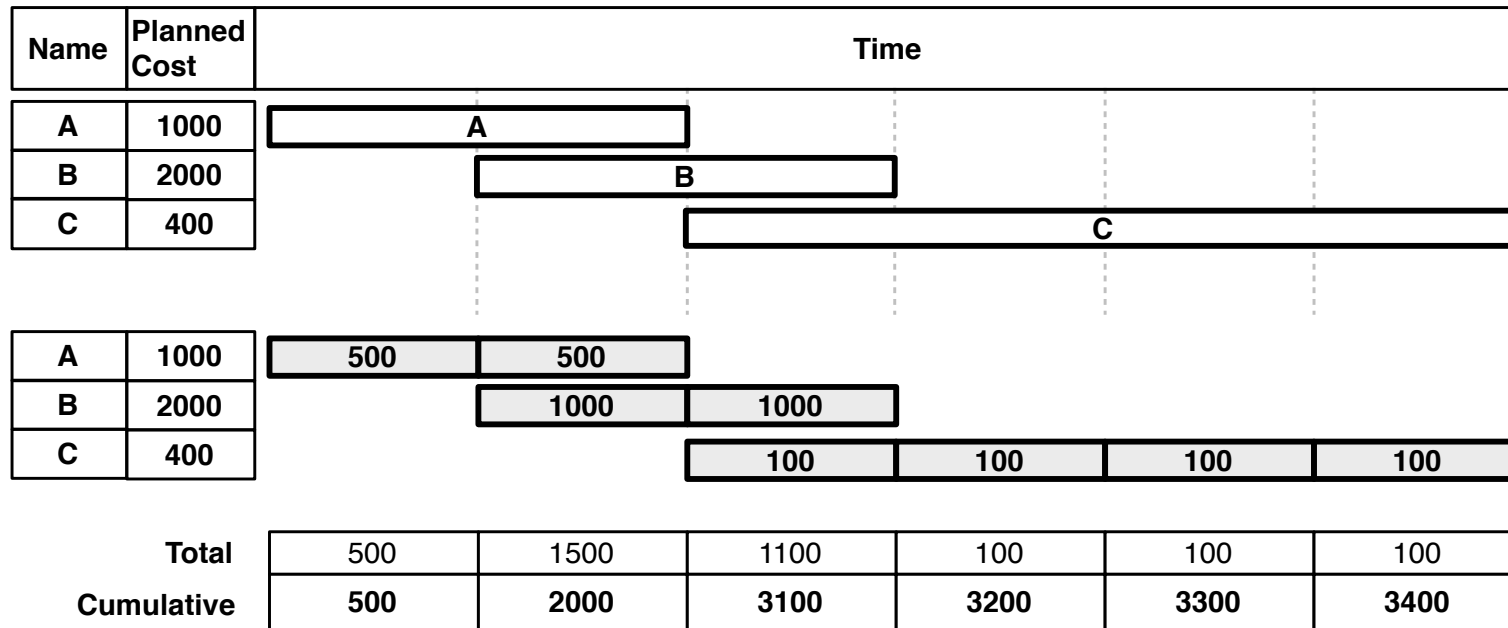 Name Planned Cost Time
A 1000 A
B 2000 B
C 400 C
A 1000 500 500
B 2000 1000 1000
C 400 100 100 100 100
Total 500 1500 1100 100 100 100
Cumulative 500 2000 3100 3200 3300 3400